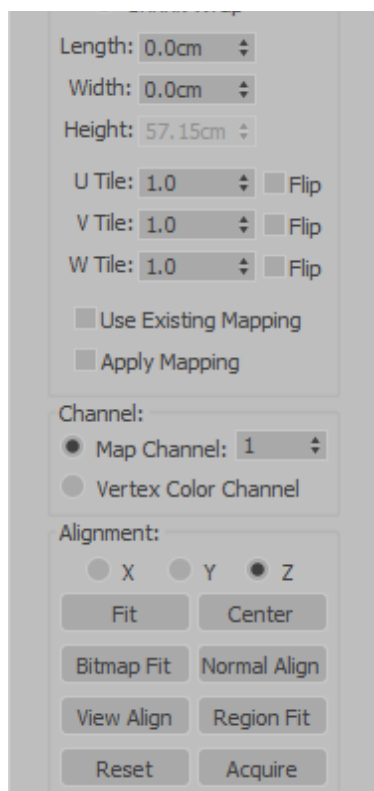 Length: 0.0cm
Width: 0.0cm
Height: 57.15cm
U Tile: 1.0 Flip
V Tile: 1.0 Flip
W Tile: 1.0 Flip
Use Existing Mapping
Apply Mapping
Channel:
Map Channel: 1
Vertex Color Channel
Alignment:
X Y Z
Fit Center
Bitmap Fit Normal Align
View Align Region Fit
Reset Acquire